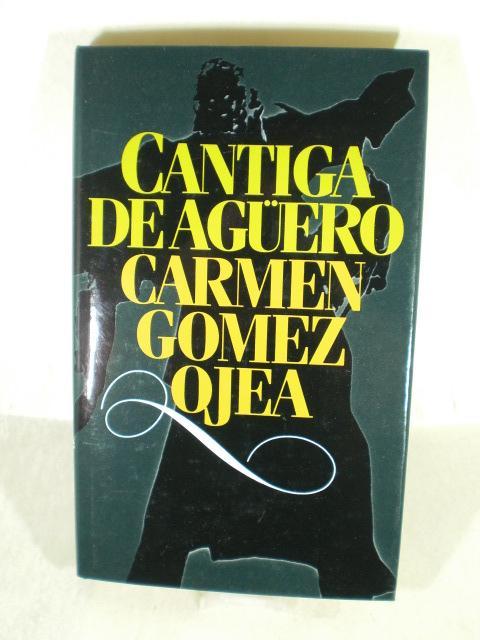 CANTIGA
DE AGÜERO
CARMEN
GOMEZ
OJEA